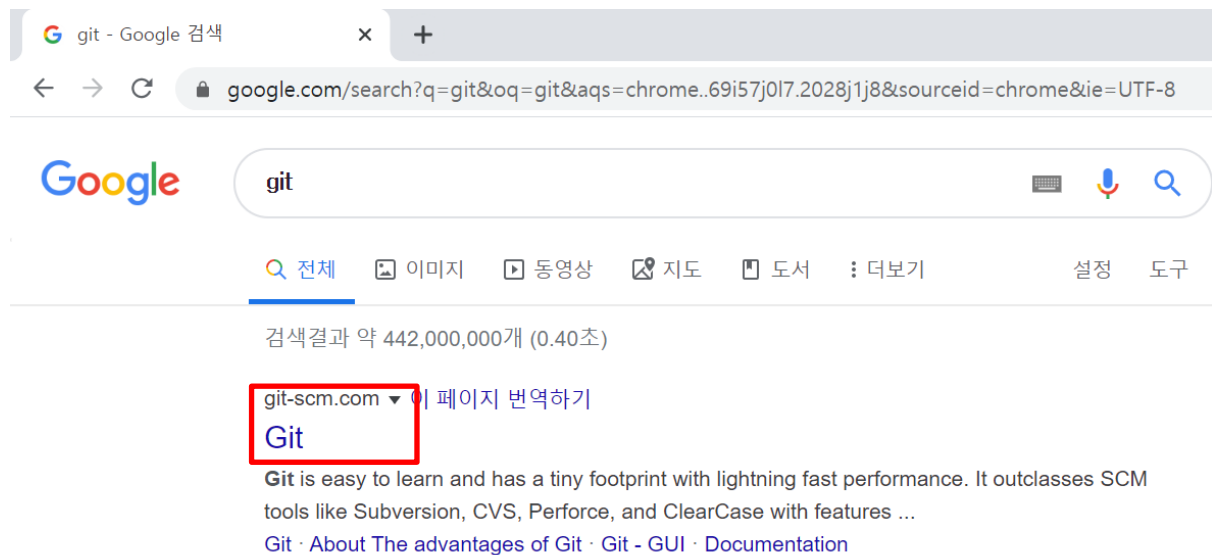 git - Google 검색
google.com/search?q=git&oq=git&aqs=chrome..69i57j0l7.2028j1j8&sourceid=chrome&ie=UTF-8
Google git
전체 이미지 동영상 지도 도서 더보기 설정 도구
검색결과 약 442,000,000개 (0.40초)
git-scm.com ▼ 이 페이지 번역하기
Git
Git is easy to learn and has a tiny footprint with lightning fast performance. It outclasses SCM
tools like Subversion, CVS, Perforce, and ClearCase with features ...
Git · About The advantages of Git · Git - GUI · Documentation